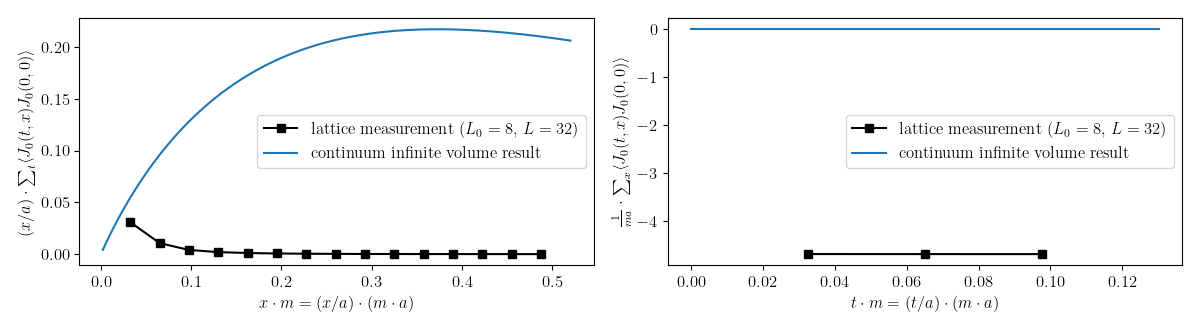 (x/a) · ∑_t⟨J_0(t, x)J_0(0, 0)⟩
0.20
0.15
0.10
0.05
0.00
lattice measurement (L_0 = 8, L = 32)
continuum infinite volume result
0.0 0.1 0.2 0.3 0.4 0.5
x · m = (x/a) · (m · a)
1/ma · ∑_x⟨J_0(t, x)J_0(0, 0)⟩
0
−1
−2
−3
−4
lattice measurement (L_0 = 8, L = 32)
continuum infinite volume result
0.00 0.02 0.04 0.06 0.08 0.10 0.12
t · m = (t/a) · (m · a)